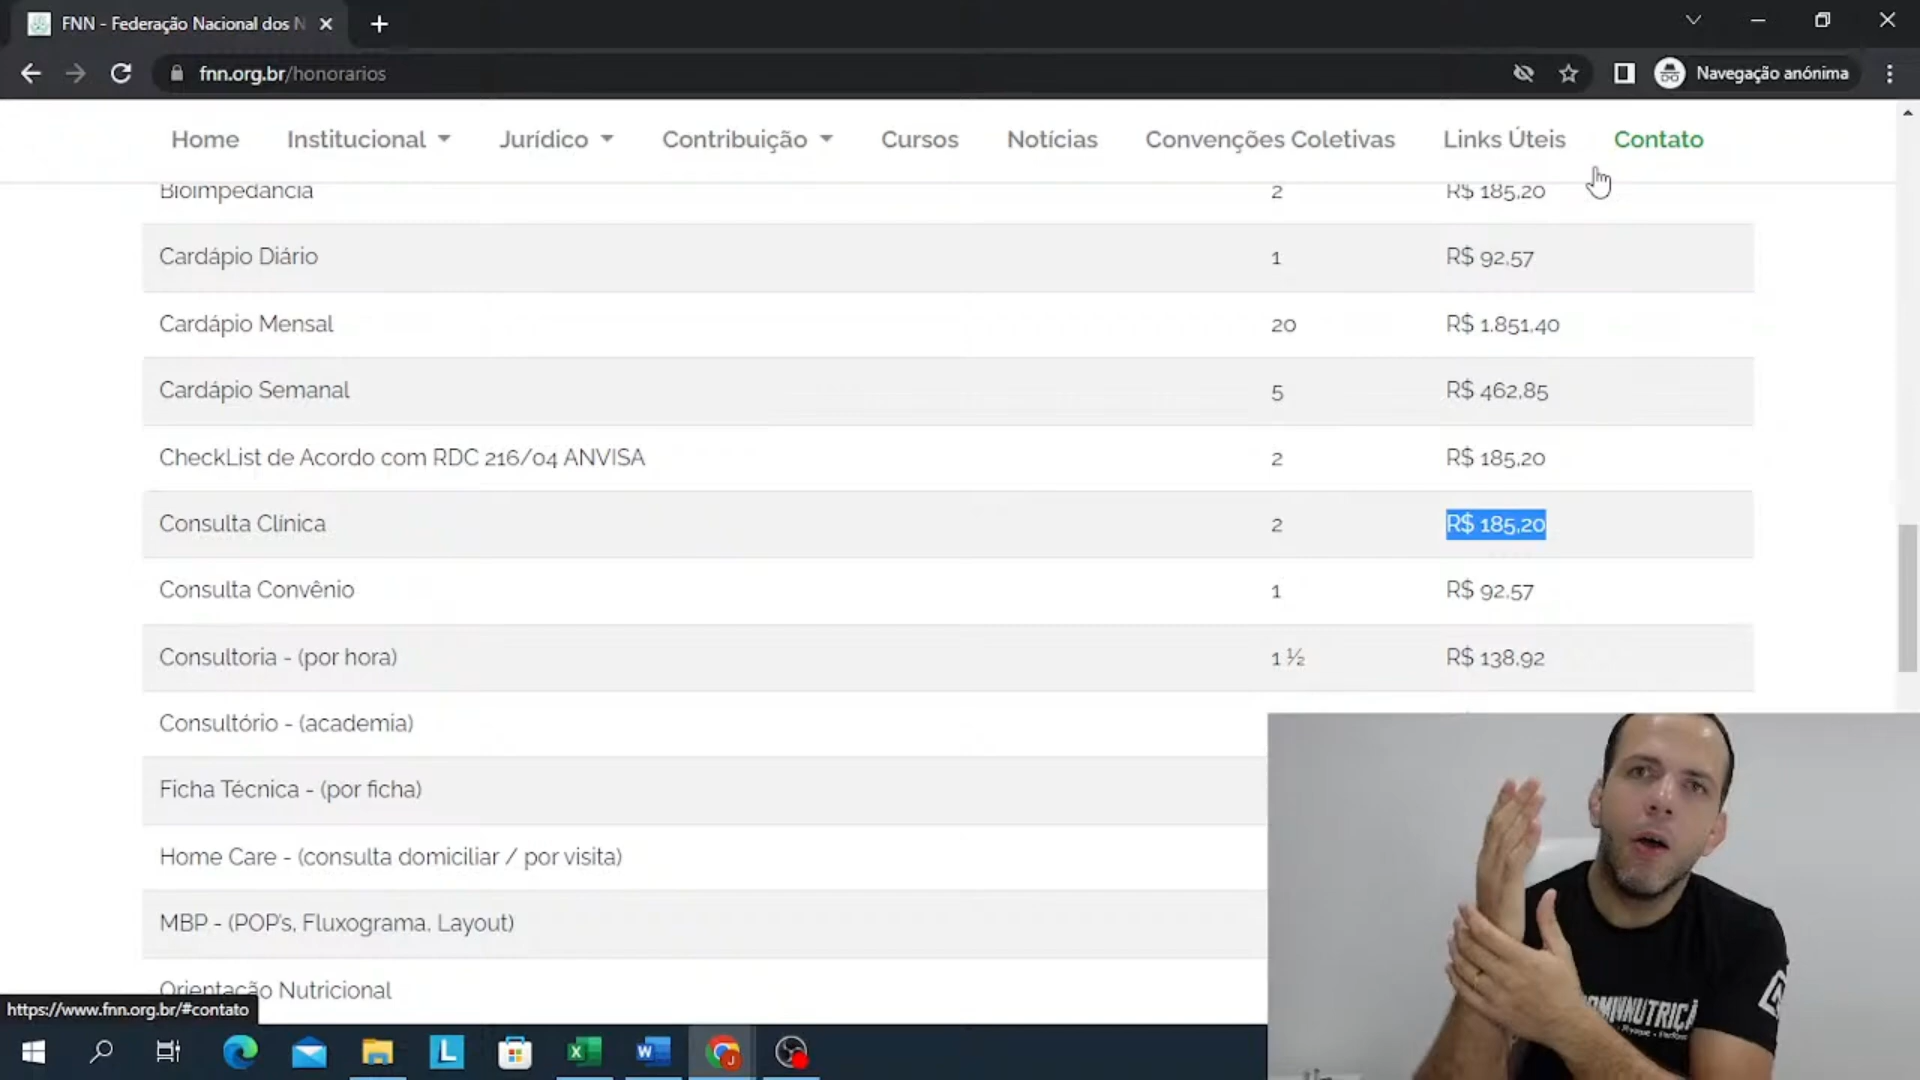 FNN - Federação Nacional dos N
fnn.org.br/honorarios
Navegação anónima
Home Institucional Jurídico Contribuição Cursos Notícias Convenções Coletivas Links Úteis Contato
Bioimpedância 2 R$ 185,20
Cardápio Diário 1 R$ 92,57
Cardápio Mensal 20 R$ 1.851,40
Cardápio Semanal 5 R$ 462,85
CheckList de Acordo com RDC 216/04 ANVISA 2 R$ 185,20
Consulta Clínica 2 R$ 185,20
Consulta Convênio 1 R$ 92,57
Consultoria - (por hora) 1 ½ R$ 138,92
Consultório - (academia)
Ficha Técnica - (por ficha)
Home Care - (consulta domiciliar / por visita)
MBP - (POP's, Fluxograma, Layout)
Orientação Nutricional
https://www.fnn.org.br/#contato